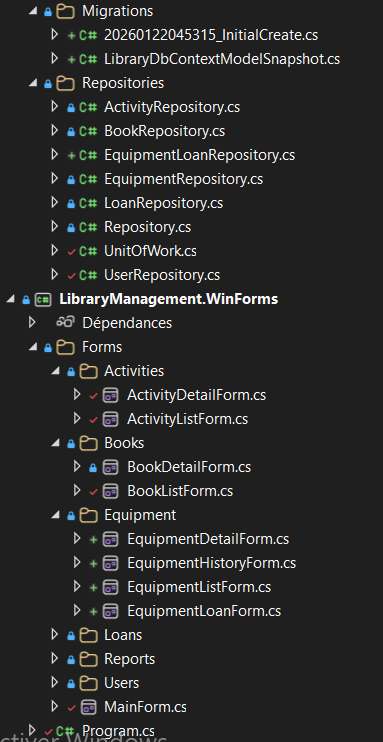 Migrations
C# 20260122045315_InitialCreate.cs
C# LibraryDbContextModelSnapshot.cs
Repositories
C# ActivityRepository.cs
C# BookRepository.cs
C# EquipmentLoanRepository.cs
C# EquipmentRepository.cs
C# LoanRepository.cs
C# Repository.cs
C# UnitOfWork.cs
C# UserRepository.cs
C# LibraryManagement.WinForms
Dépendances
Forms
Activities
ActivityDetailForm.cs
ActivityListForm.cs
Books
BookDetailForm.cs
BookListForm.cs
Equipment
EquipmentDetailForm.cs
EquipmentHistoryForm.cs
EquipmentListForm.cs
EquipmentLoanForm.cs
Loans
Reports
Users
MainForm.cs
C# Program.cs